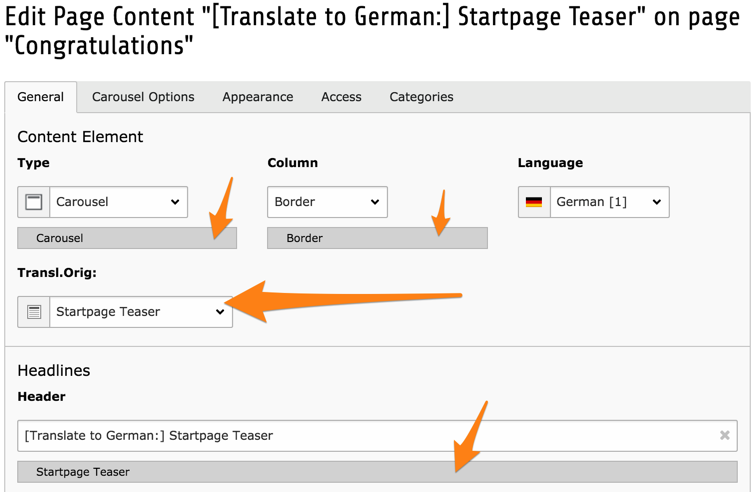 Edit Page Content "[Translate to German:] Startpage Teaser" on page
"Congratulations"
General Carousel Options Appearance Access Categories
Content Element
Type Column Language
Carousel Border German [1]
Carousel Border
Transl.Orig:
Startpage Teaser
Headlines
Header
[Translate to German:] Startpage Teaser
Startpage Teaser